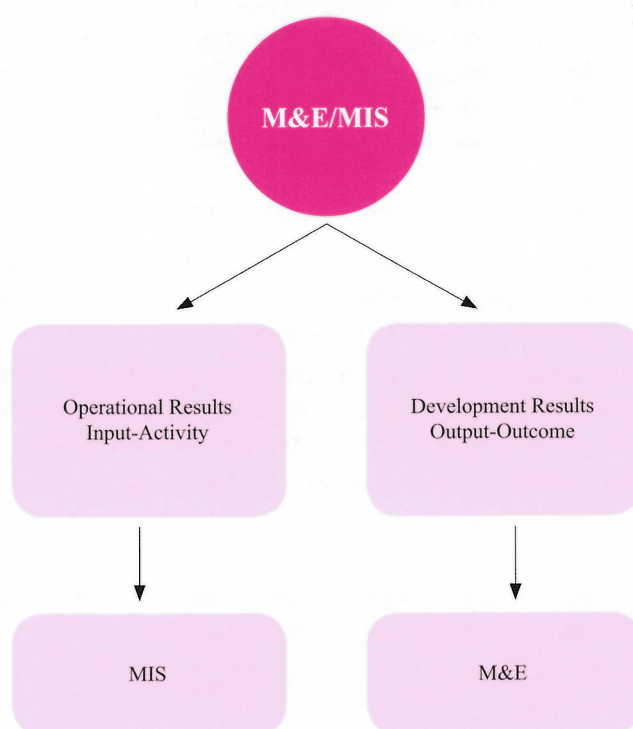 M&E/MIS
Operational Results
Input-Activity
Development Results
Output-Outcome
MIS
M&E